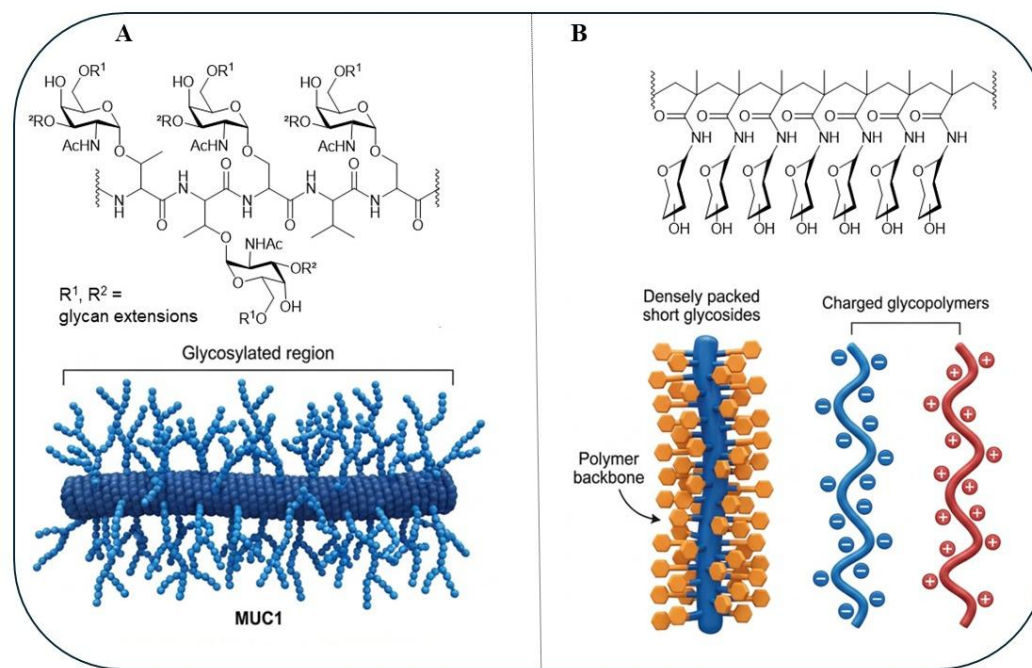 A
OR¹ OR¹ OR¹
HO HO HO
O O O
²RO ²RO ²RO
AcHN AcHN AcHN
O O O
H O H O
N N N N N
H O H O H O
O NHAc
OR²
O
R¹O OH
R¹, R² =
glycan extensions
Glycosylated region
MUC1
B
O NH O NH O NH O NH O NH O NH O NH
O O O O O O O
OH OH OH OH OH OH OH
Densely packed
short glycosides
Polymer
backbone
Charged glycopolymers
− − − − − − − − − −
+ + + + + + + + + + +